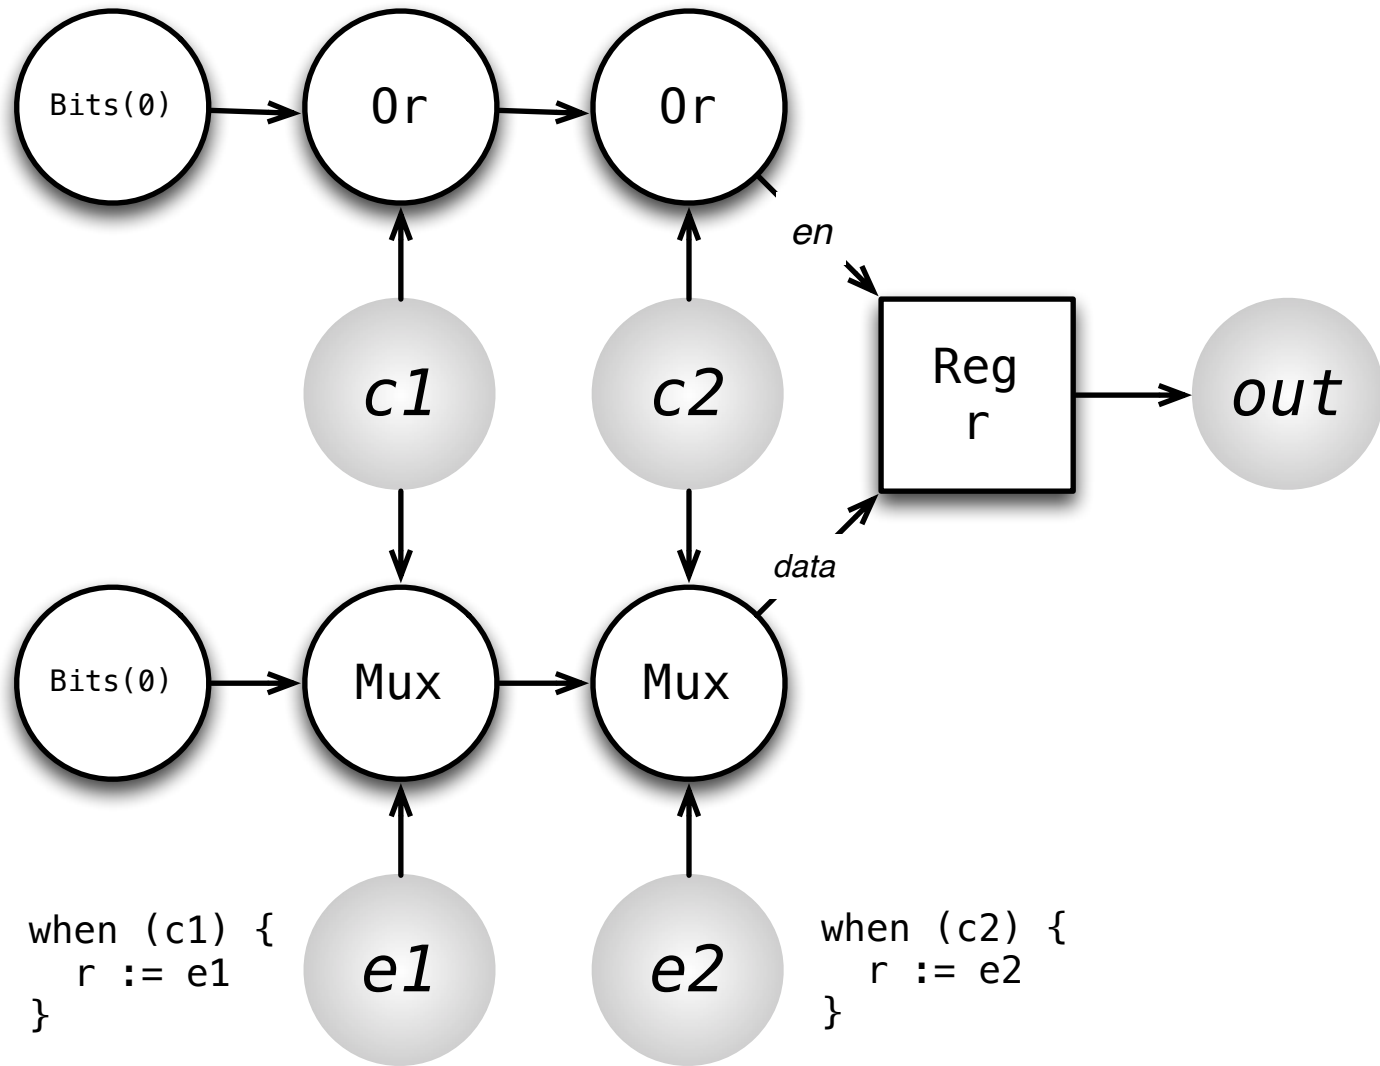 Bits(0)
Or
Or
en
c1
c2
Reg
r
out
data
Bits(0)
Mux
Mux
e1
e2
when (c1) {
r := e1
}
when (c2) {
r := e2
}